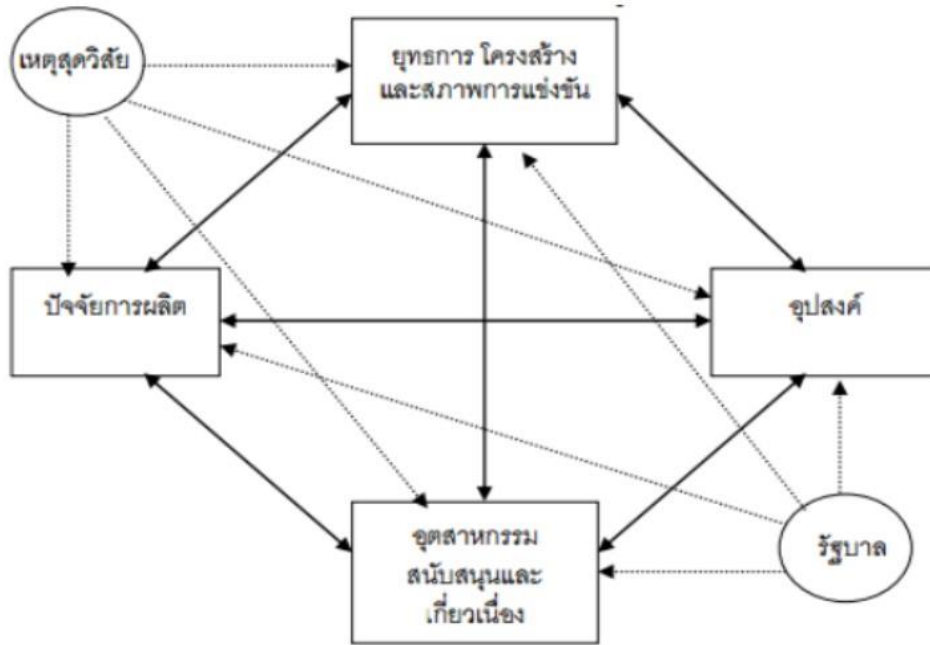 เหตุสุดวิสัย
ยุทธการ โครงสร้าง
และสภาพการแข่งขัน
ปัจจัยการผลิต
อุปสงค์
อุตสาหกรรม
สนับสนุนและ
เกี่ยวเนื่อง
รัฐบาล